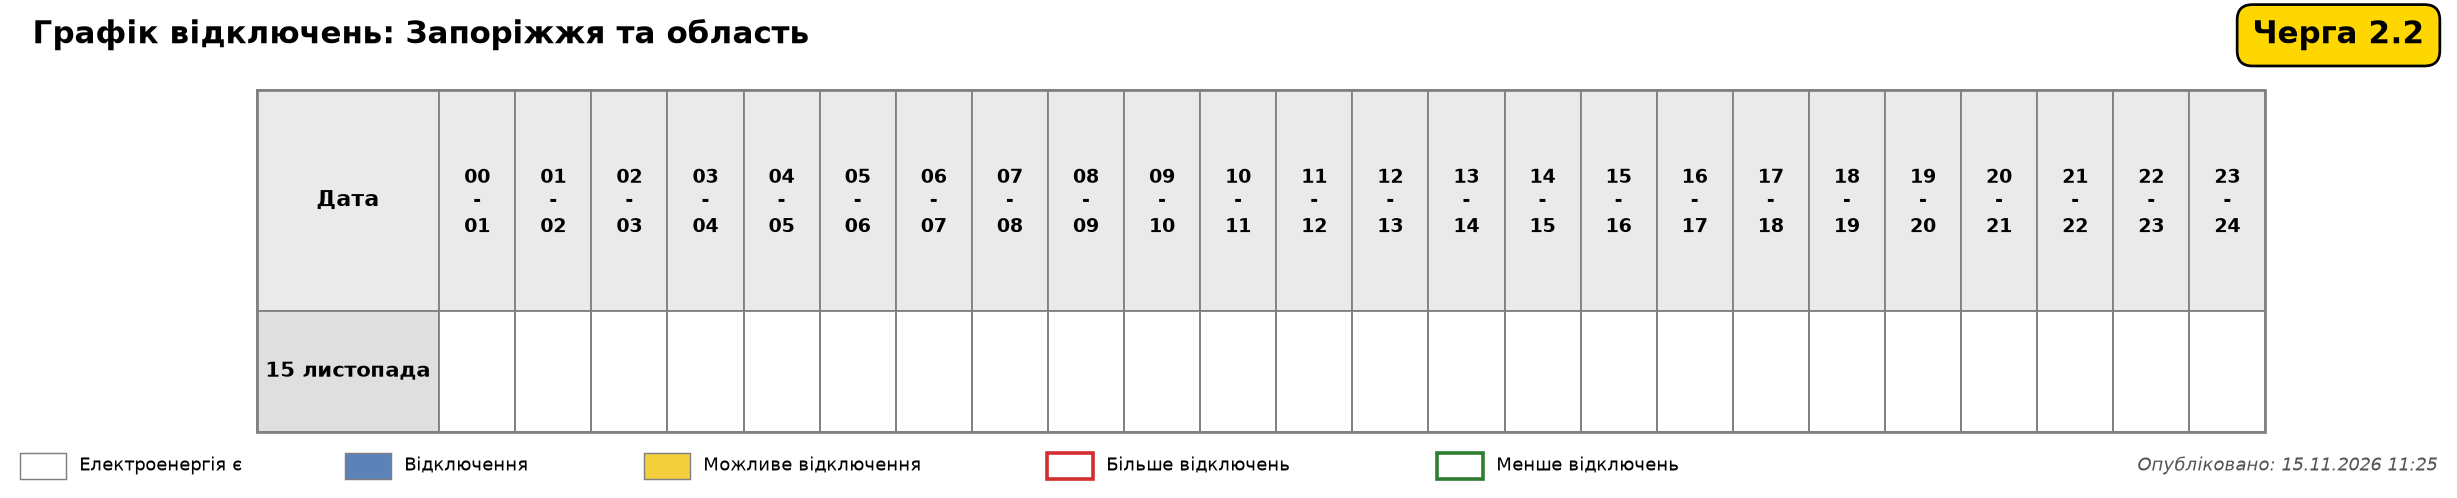 Графік відключень: Запоріжжя та область
Черга 2.2
Дата
00 - 01
01 - 02
02 - 03
03 - 04
04 - 05
05 - 06
06 - 07
07 - 08
08 - 09
09 - 10
10 - 11
11 - 12
12 - 13
13 - 14
14 - 15
15 - 16
16 - 17
17 - 18
18 - 19
19 - 20
20 - 21
21 - 22
22 - 23
23 - 24
15 листопада
Електроенергія є
Відключення
Можливе відключення
Більше відключень
Менше відключень
Опубліковано: 15.11.2026 11:25